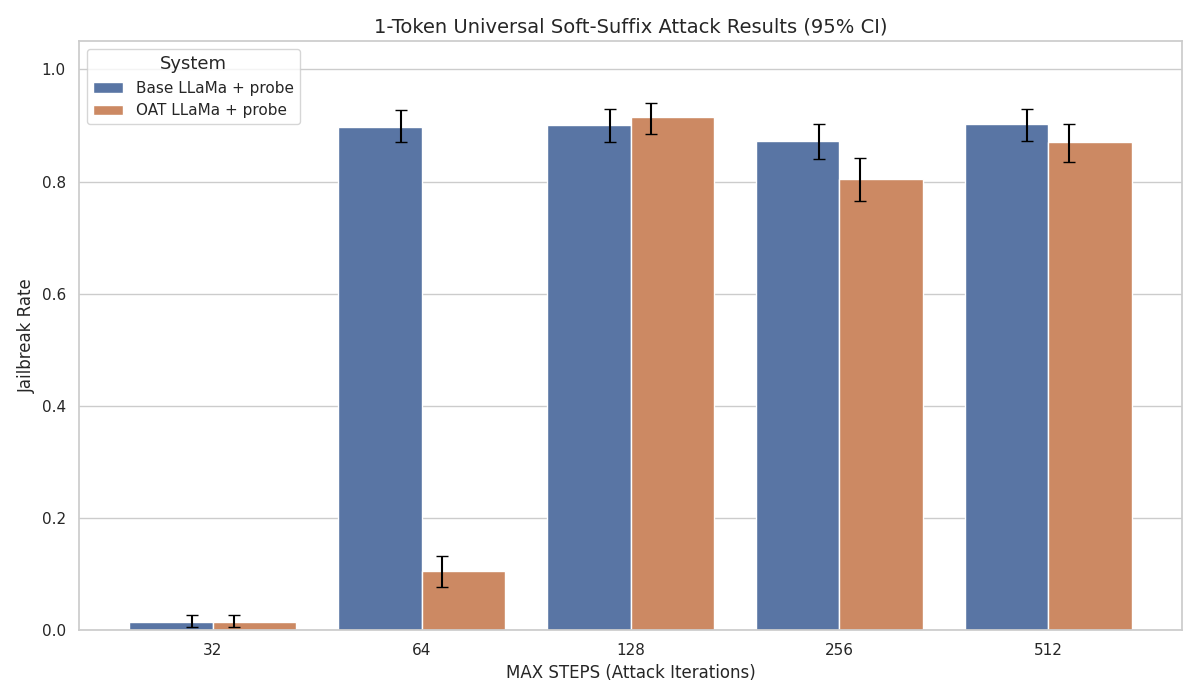 1-Token Universal Soft-Suffix Attack Results (95% CI)
System
Base LLaMa + probe
OAT LLaMa + probe
Jailbreak Rate
1.0
0.8
0.6
0.4
0.2
0.0
32 64 128 256 512
MAX STEPS (Attack Iterations)